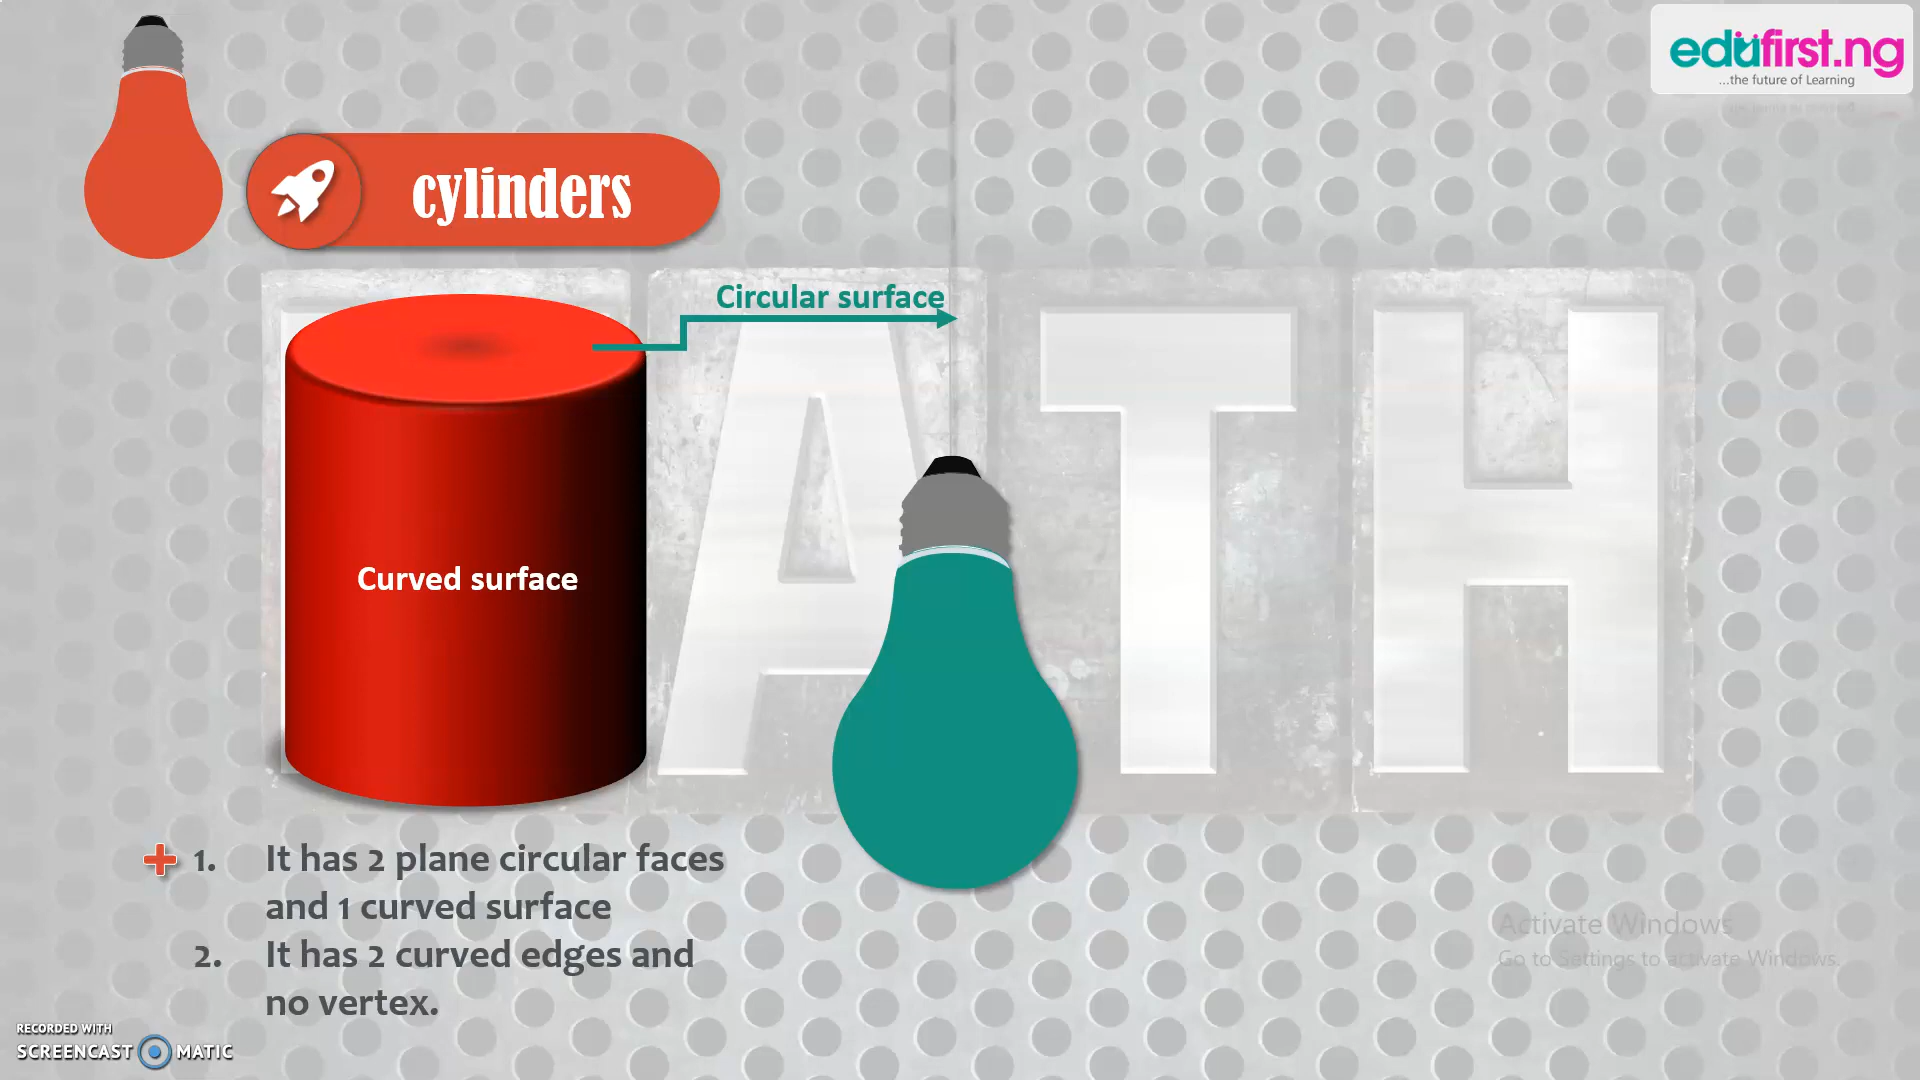 edufirst.ng
...the future of Learning
cylinders
Circular surface
ATH
Curved surface
1. It has 2 plane circular faces
and 1 curved surface
2. It has 2 curved edges and
no vertex.
Activate Windows
Go to Settings to activate Windows.
RECORDED WITH
SCREENCAST MATIC